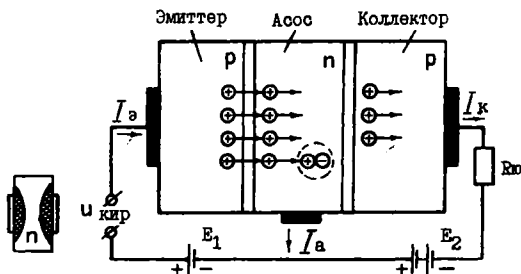 Эмиттер Асос Коллектор
p n p
Iэ Iк
Rю
n
u кир
E1 Iа E2
+ - + -